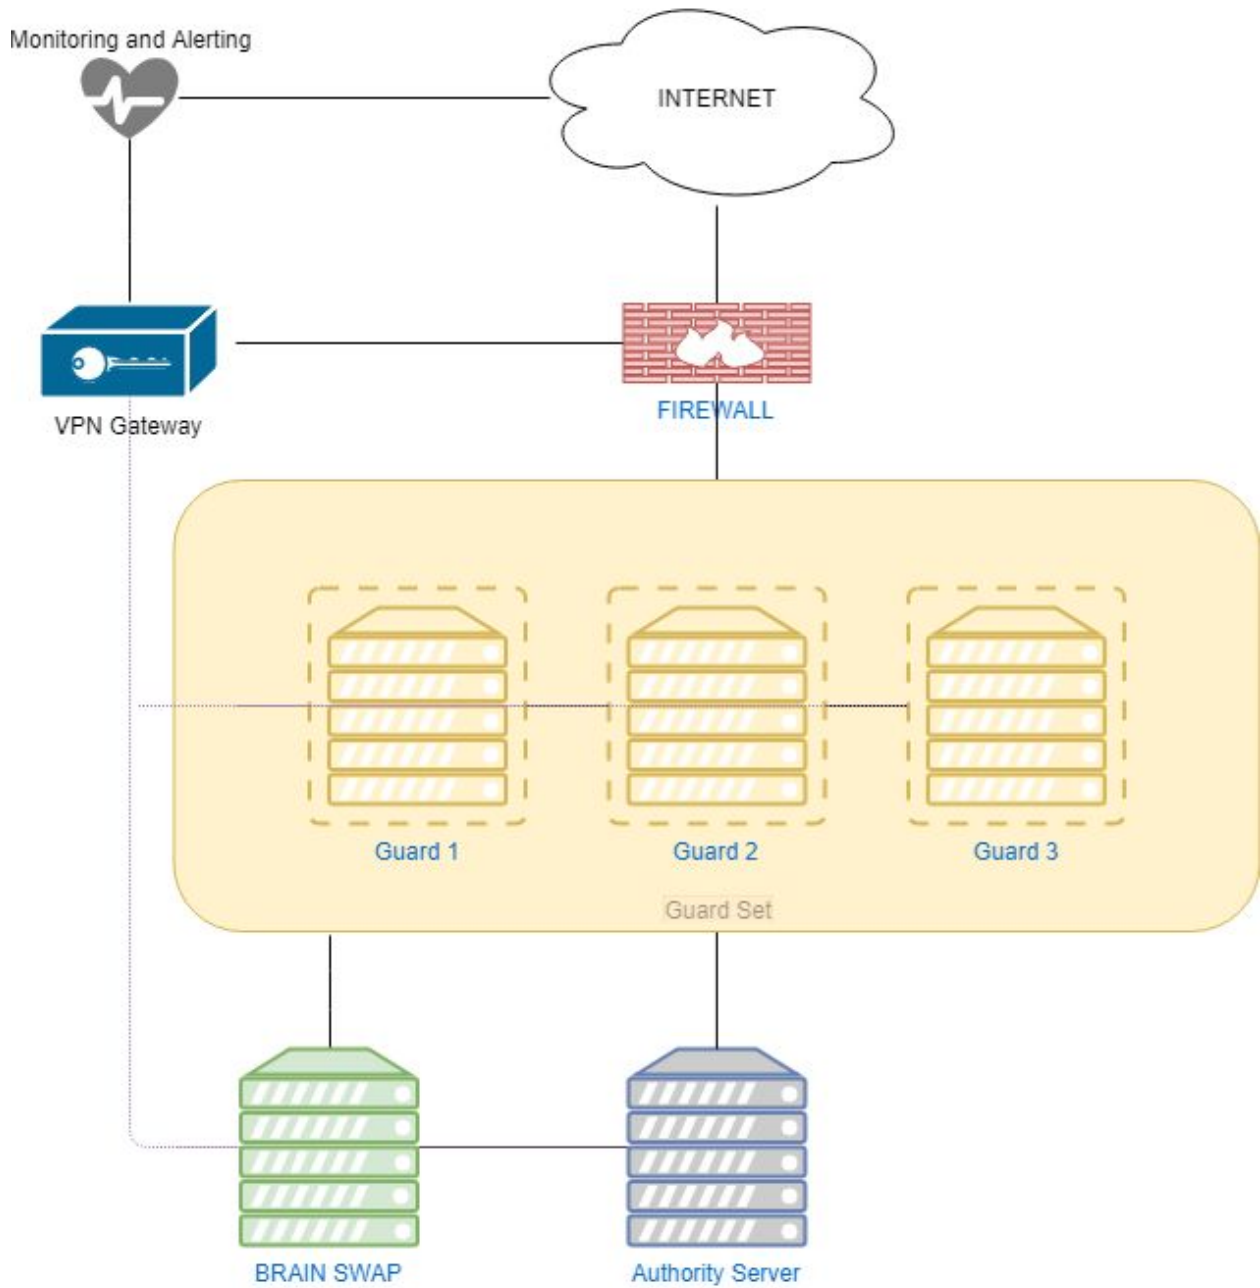 Monitoring and Alerting
INTERNET
FIREWALL
VPN Gateway
Guard 1
Guard 2
Guard 3
Guard Set
BRAIN SWAP
Authority Server